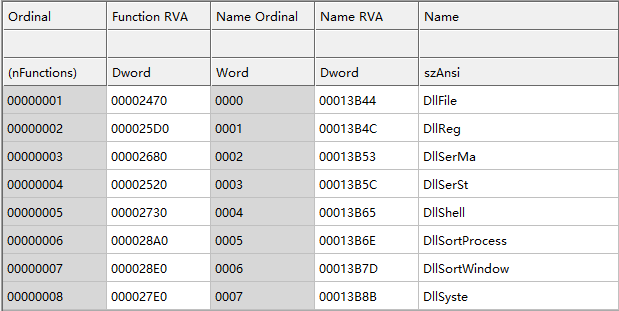 Ordinal Function RVA Name Ordinal Name RVA Name
(nFunctions) Dword Word Dword szAnsi
00000001 00002470 0000 00013B44 DllFile
00000002 000025D0 0001 00013B4C DllReg
00000003 00002680 0002 00013B53 DllSerMa
00000004 00002520 0003 00013B5C DllSerSt
00000005 00002730 0004 00013B65 DllShell
00000006 000028A0 0005 00013B6E DllSortProcess
00000007 000028E0 0006 00013B7D DllSortWindow
00000008 000027E0 0007 00013B8B DllSyste